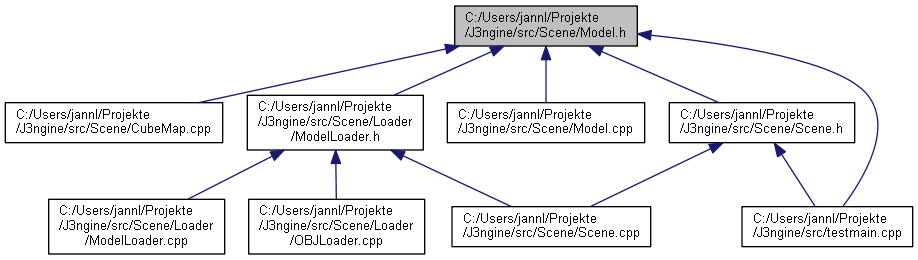 C:/Users/jannl/Projekte
/J3ngine/src/Scene/Model.h
C:/Users/jannl/Projekte
/J3ngine/src/Scene/CubeMap.cpp
C:/Users/jannl/Projekte
/J3ngine/src/Scene/Loader
/ModelLoader.h
C:/Users/jannl/Projekte
/J3ngine/src/Scene/Model.cpp
C:/Users/jannl/Projekte
/J3ngine/src/Scene/Scene.h
C:/Users/jannl/Projekte
/J3ngine/src/Scene/Loader
/ModelLoader.cpp
C:/Users/jannl/Projekte
/J3ngine/src/Scene/Loader
/OBJLoader.cpp
C:/Users/jannl/Projekte
/J3ngine/src/Scene/Scene.cpp
C:/Users/jannl/Projekte
/J3ngine/src/testmain.cpp